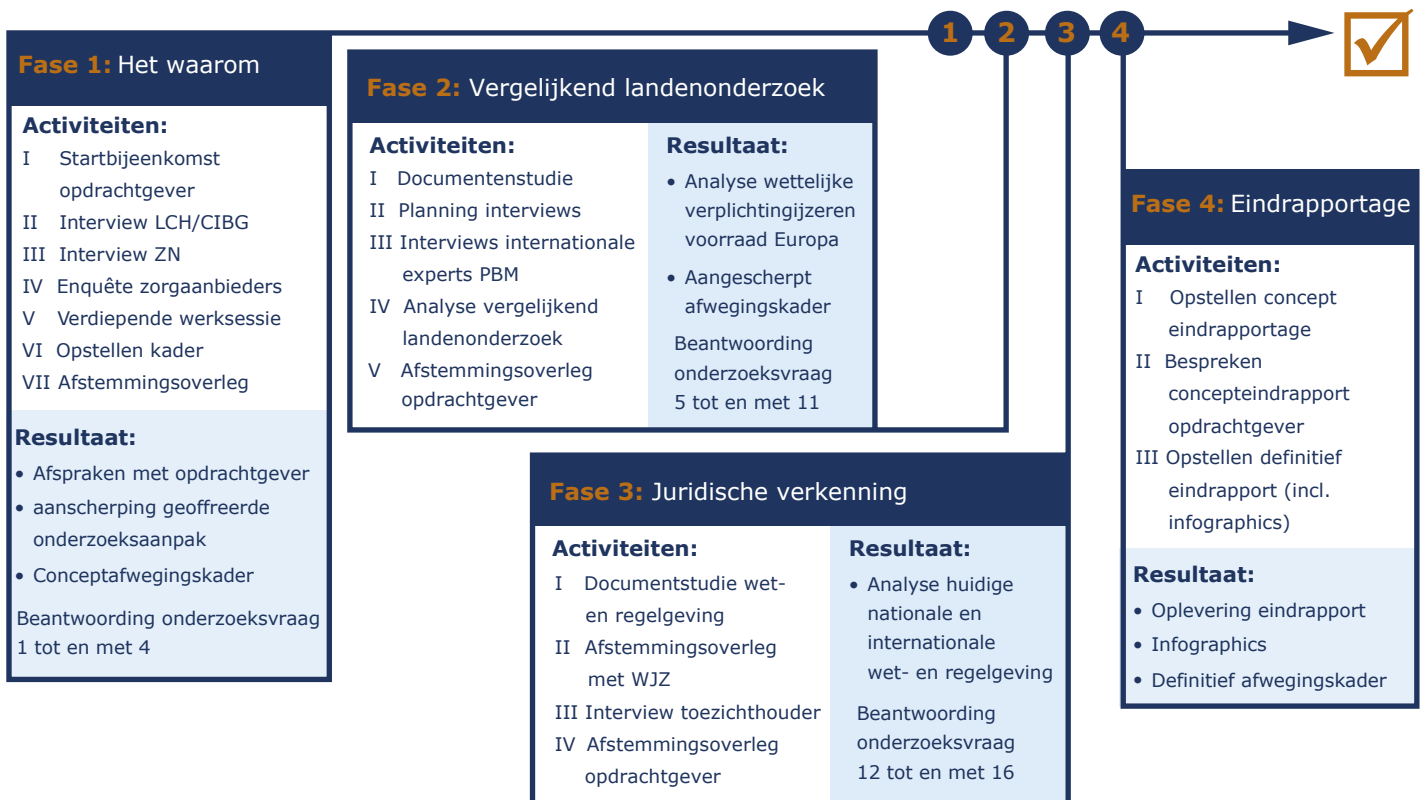 1 2 3 4
Fase 1: Het waarom
Activiteiten:
I Startbijeenkomst
opdrachtgever
II Interview LCH/CIBG
III Interview ZN
IV Enquête zorgaanbieders
V Verdiepende werksessie
VI Opstellen kader
VII Afstemmingsoverleg
Resultaat:
• Afspraken met opdrachtgever
• aanscherping geoffreerde
onderzoeksaanpak
• Conceptafwegingskader
Beantwoording onderzoeksvraag
1 tot en met 4
Fase 2: Vergelijkend landenonderzoek
Activiteiten:
I Documentenstudie
II Planning interviews
III Interviews internationale
experts PBM
IV Analyse vergelijkend
landenonderzoek
V Afstemmingsoverleg
opdrachtgever
Resultaat:
• Analyse wettelijke
verplichtingijzeren
voorraad Europa
• Aangescherpt
afwegingskader
Beantwoording
onderzoeksvraag
5 tot en met 11
Fase 3: Juridische verkenning
Activiteiten:
I Documentstudie wet-
en regelgeving
II Afstemmingsoverleg
met WJZ
III Interview toezichthouder
IV Afstemmingsoverleg
opdrachtgever
Resultaat:
• Analyse huidige
nationale en
internationale
wet- en regelgeving
Beantwoording
onderzoeksvraag
12 tot en met 16
Fase 4: Eindrapportage
Activiteiten:
I Opstellen concept
eindrapportage
II Bespreken
concepteindrapport
opdrachtgever
III Opstellen definitief
eindrapport (incl.
infographics)
Resultaat:
• Oplevering eindrapport
• Infographics
• Definitief afwegingskader